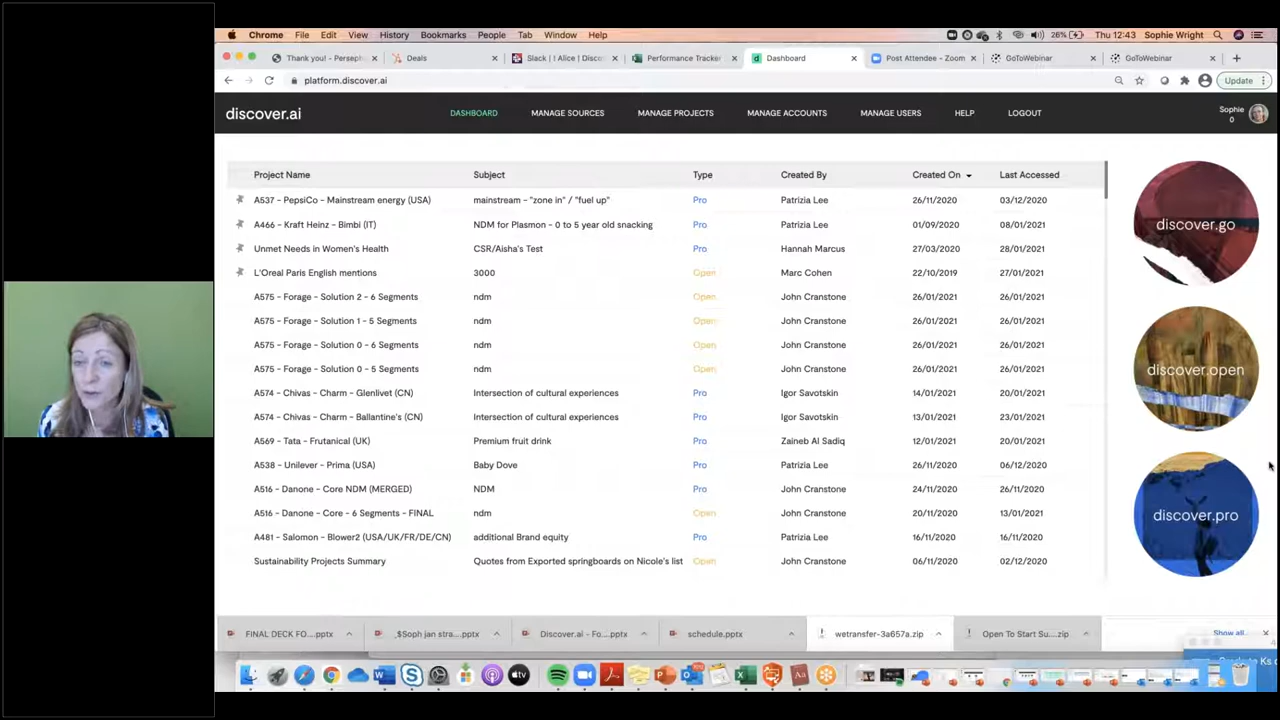 Chrome File Edit View History Bookmarks People Tab Window Help 26% Thu 12:43 Sophie Wright
Thank you! - Perseph Deals Slack | I Alice | Disco Performance Tracker Dashboard Post Attendee - Zoom GoToWebinar GoToWebinar
platform.discover.ai Update
discover.ai DASHBOARD MANAGE SOURCES MANAGE PROJECTS MANAGE ACCOUNTS MANAGE USERS HELP LOGOUT Sophie 0
Project Name Subject Type Created By Created On Last Accessed
A537 - PepsiCo - Mainstream energy (USA) mainstream - "zone in" / "fuel up" Pro Patrizia Lee 26/11/2020 03/12/2020
A466 - Kraft Heinz - Bimbi (IT) NDM for Plasmon - 0 to 5 year old snacking Pro Patrizia Lee 01/09/2020 08/01/2021
Unmet Needs in Women's Health CSR/Aisha's Test Pro Hannah Marcus 27/03/2020 28/01/2021
L'Oreal Paris English mentions 3000 Open Marc Cohen 22/10/2019 27/01/2021
A575 - Forage - Solution 2 - 6 Segments ndm Open John Cranstone 26/01/2021 26/01/2021
A575 - Forage - Solution 1 - 5 Segments ndm Open John Cranstone 26/01/2021 26/01/2021
A575 - Forage - Solution 0 - 6 Segments ndm Open John Cranstone 26/01/2021 26/01/2021
A575 - Forage - Solution 0 - 5 Segments ndm Open John Cranstone 26/01/2021 26/01/2021
A574 - Chivas - Charm - Glenlivet (CN) Intersection of cultural experiences Pro Igor Savotskin 14/01/2021 20/01/2021
A574 - Chivas - Charm - Ballantine's (CN) Intersection of cultural experiences Pro Igor Savotskin 13/01/2021 23/01/2021
A569 - Tata - Frutanical (UK) Premium fruit drink Pro Zaineb Al Sadiq 12/01/2021 20/01/2021
A538 - Unilever - Prima (USA) Baby Dove Pro Patrizia Lee 26/11/2020 06/12/2020
A516 - Danone - Core NDM (MERGED) NDM Pro John Cranstone 24/11/2020 26/11/2020
A516 - Danone - Core - 6 Segments - FINAL ndm Open John Cranstone 20/11/2020 13/01/2021
A481 - Salomon - Blower2 (USA/UK/FR/DE/CN) additional Brand equity Pro Patrizia Lee 16/11/2020 16/11/2020
Sustainability Projects Summary Quotes from Exported springboards on Nicole's list Open John Cranstone 06/11/2020 02/12/2020
discover.go
discover.open
discover.pro
FINAL DECK FO....pptx _$Soph jan stra....pptx Discover.ai - Fo....pptx schedule.pptx wetransfer-3a657a.zip Open To Start Su....zip Show all